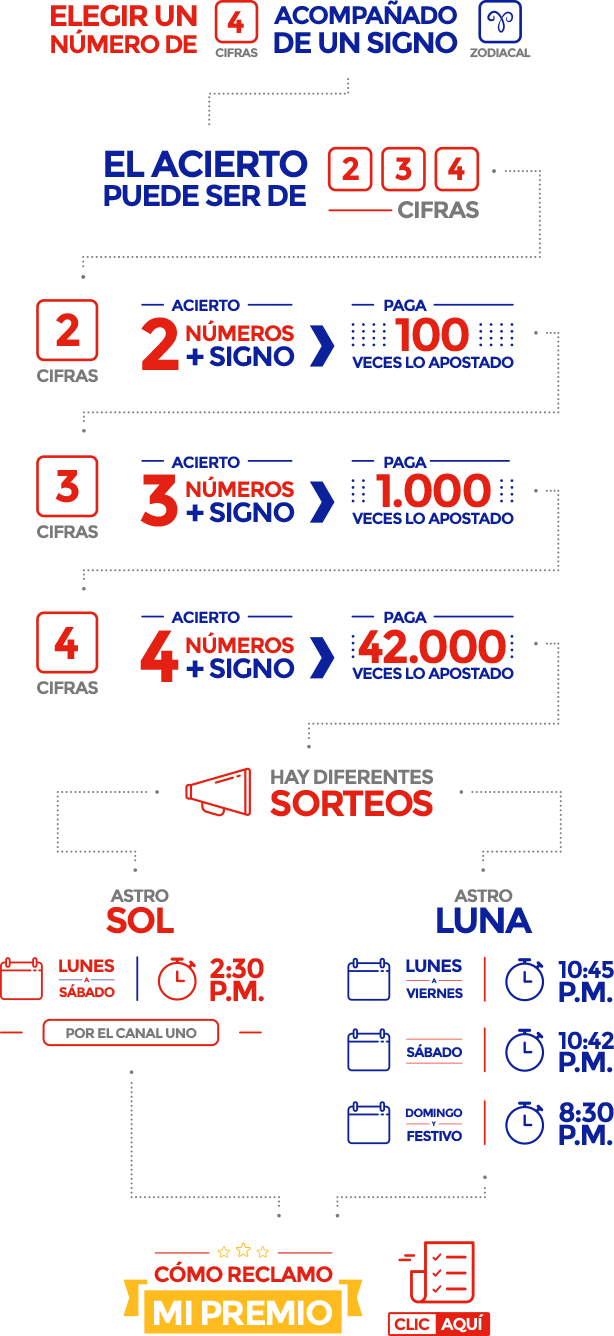 ELEGIR UN
NÚMERO DE
4
CIFRAS
ACOMPAÑADO
DE UN SIGNO
ZODIACAL
EL ACIERTO
PUEDE SER DE
2 3 4
CIFRAS
2
CIFRAS
ACIERTO
2 NÚMEROS
+ SIGNO
PAGA
100
VECES LO APOSTADO
3
CIFRAS
ACIERTO
3 NÚMEROS
+ SIGNO
PAGA
1.000
VECES LO APOSTADO
4
CIFRAS
ACIERTO
4 NÚMEROS
+ SIGNO
PAGA
42.000
VECES LO APOSTADO
HAY DIFERENTES
SORTEOS
ASTRO
SOL
LUNES
A
SÁBADO
2:30
P.M.
POR EL CANAL UNO
ASTRO
LUNA
LUNES
A
VIERNES
10:45
P.M.
SÁBADO
10:42
P.M.
DOMINGO
Y
FESTIVO
8:30
P.M.
CÓMO RECLAMO
MI PREMIO
CLIC AQUÍ